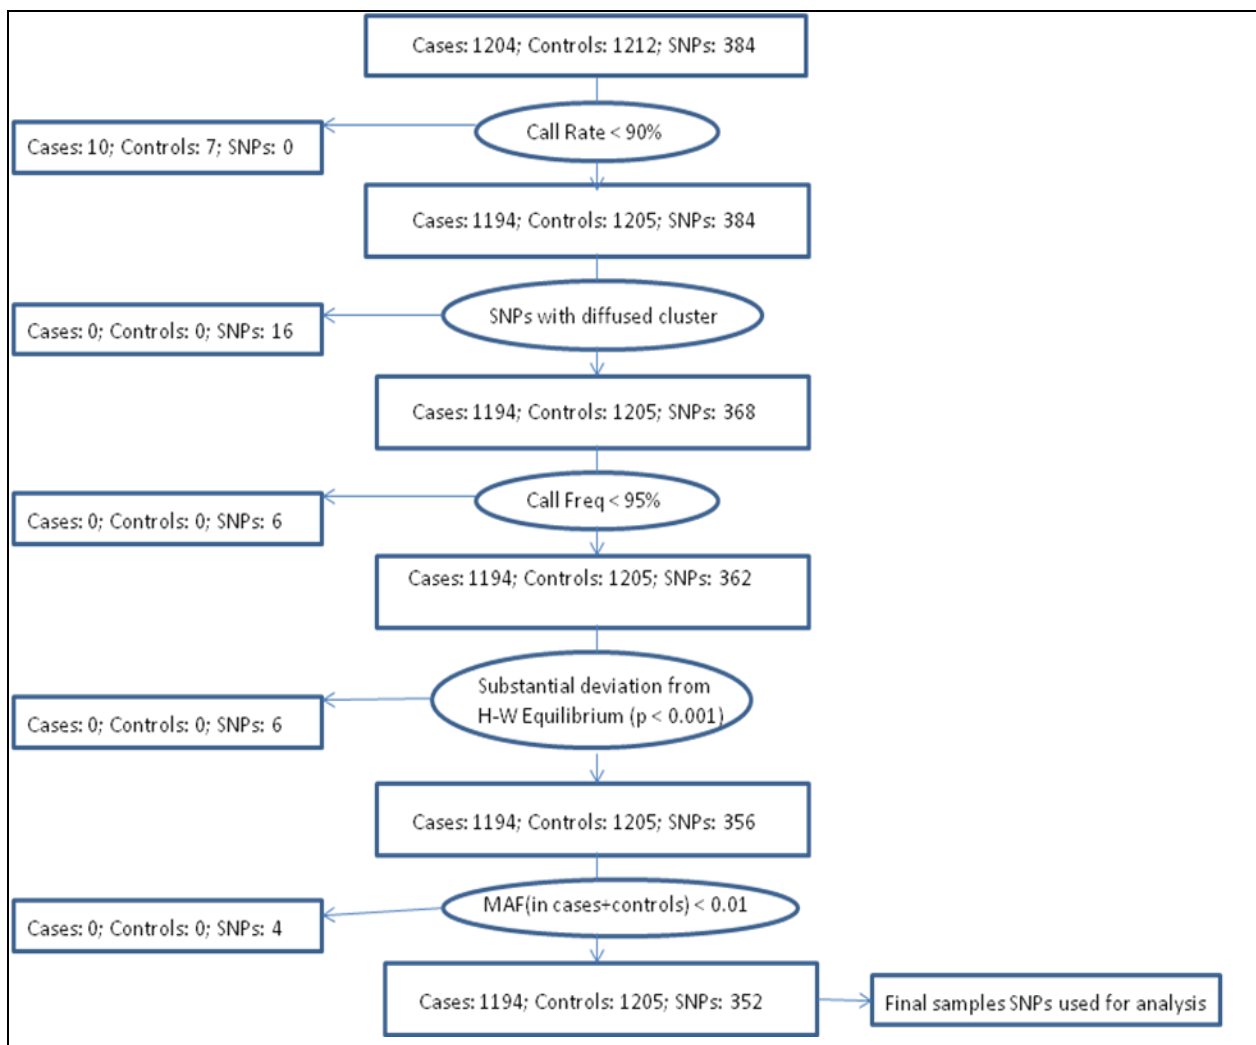 Cases: 1204; Controls: 1212; SNPs: 384
Call Rate < 90%
Cases: 10; Controls: 7; SNPs: 0
Cases: 1194; Controls: 1205; SNPs: 384
SNPs with diffused cluster
Cases: 0; Controls: 0; SNPs: 16
Cases: 1194; Controls: 1205; SNPs: 368
Call Freq < 95%
Cases: 0; Controls: 0; SNPs: 6
Cases: 1194; Controls: 1205; SNPs: 362
Substantial deviation from
H-W Equilibrium (p < 0.001)
Cases: 0; Controls: 0; SNPs: 6
Cases: 1194; Controls: 1205; SNPs: 356
MAF(in cases+controls) < 0.01
Cases: 0; Controls: 0; SNPs: 4
Cases: 1194; Controls: 1205; SNPs: 352
Final samples SNPs used for analysis